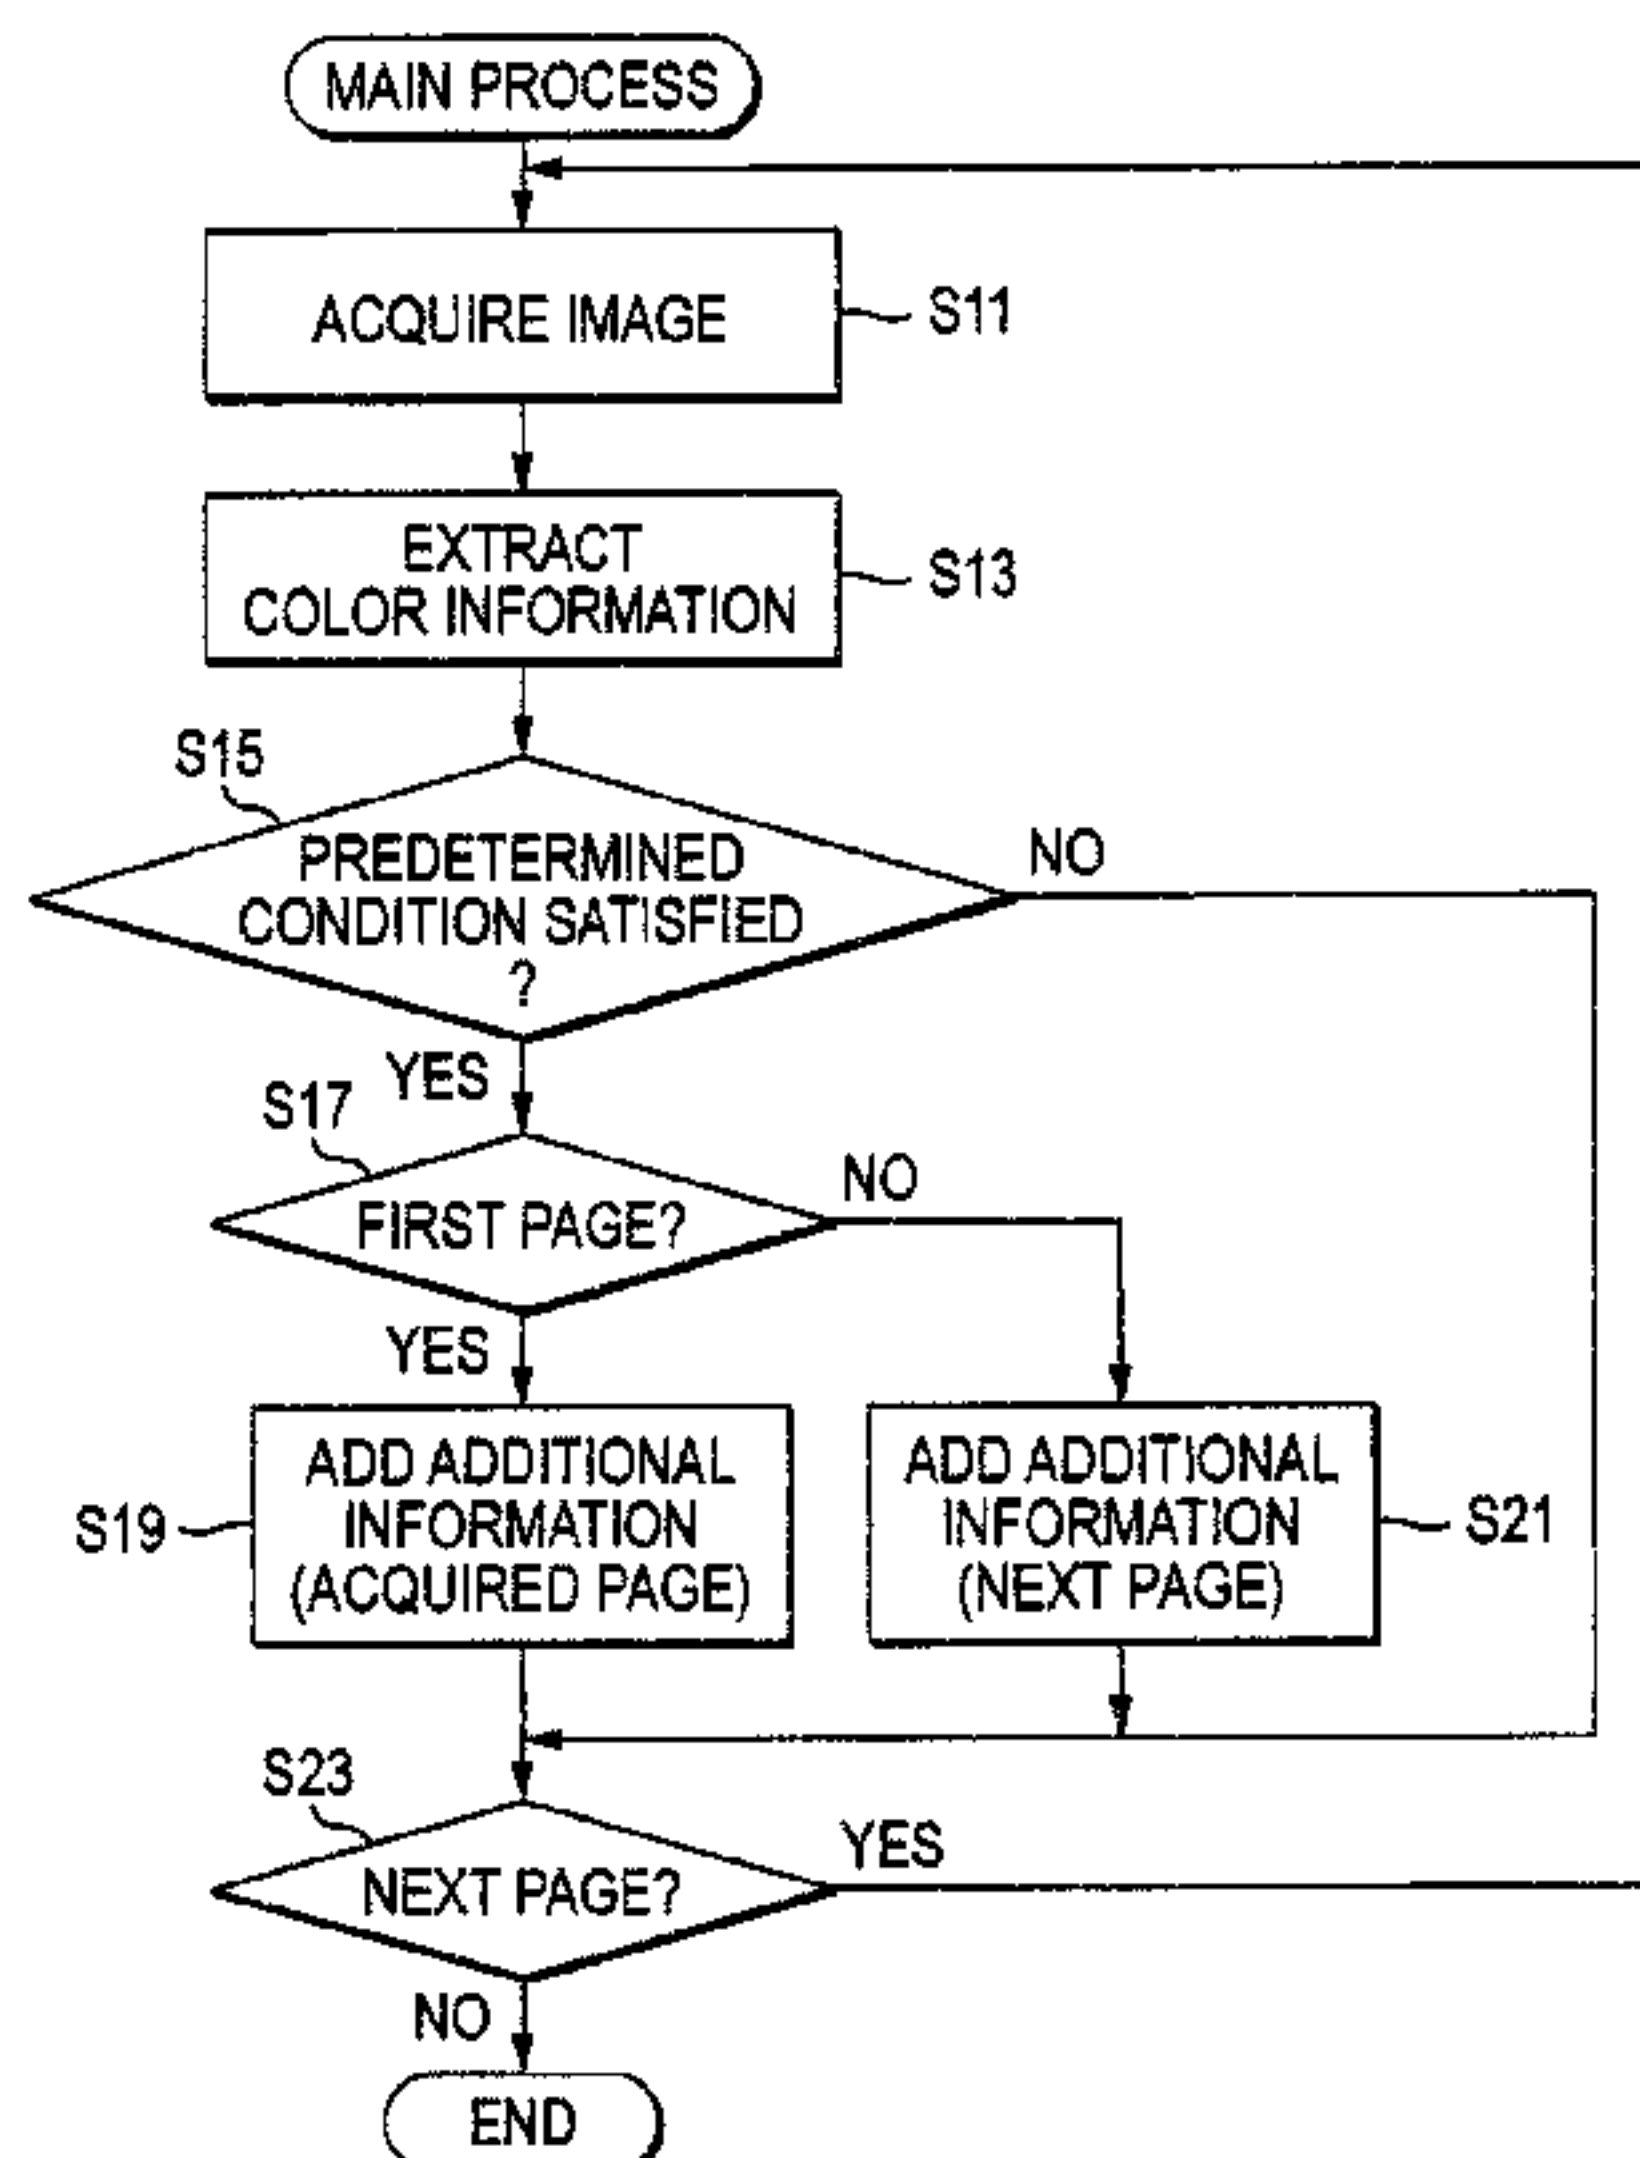 MAIN PROCESS
ACQUIRE IMAGE
S11
EXTRACT
COLOR INFORMATION
S13
S15
PREDETERMINED
CONDITION SATISFIED
?
NO
YES
S17
FIRST PAGE?
NO
YES
S19
ADD ADDITIONAL
INFORMATION
(ACQUIRED PAGE)
ADD ADDITIONAL
INFORMATION
(NEXT PAGE)
S21
S23
NEXT PAGE?
YES
NO
END